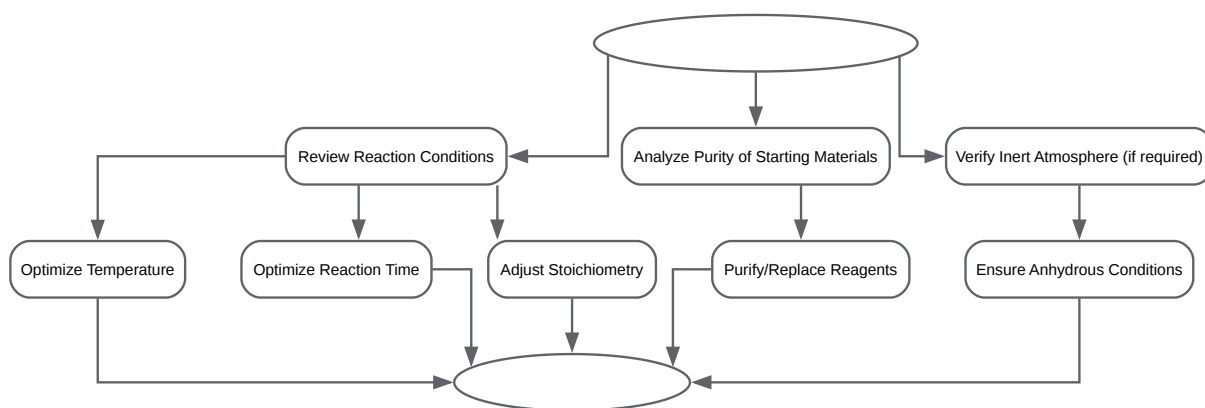 Review Reaction Conditions
Analyze Purity of Starting Materials
Verify Inert Atmosphere (if required)
Optimize Temperature
Optimize Reaction Time
Adjust Stoichiometry
Purify/Replace Reagents
Ensure Anhydrous Conditions